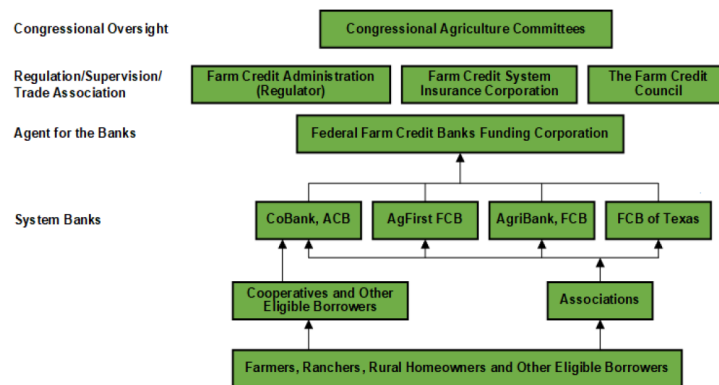 Congressional Oversight
Congressional Agriculture Committees
Regulation/Supervision/
Trade Association
Farm Credit Administration
(Regulator)
Farm Credit System
Insurance Corporation
The Farm Credit
Council
Agent for the Banks
Federal Farm Credit Banks Funding Corporation
System Banks
CoBank, ACB
AgFirst FCB
AgriBank, FCB
FCB of Texas
Cooperatives and Other
Eligible Borrowers
Associations
Farmers, Ranchers, Rural Homeowners and Other Eligible Borrowers